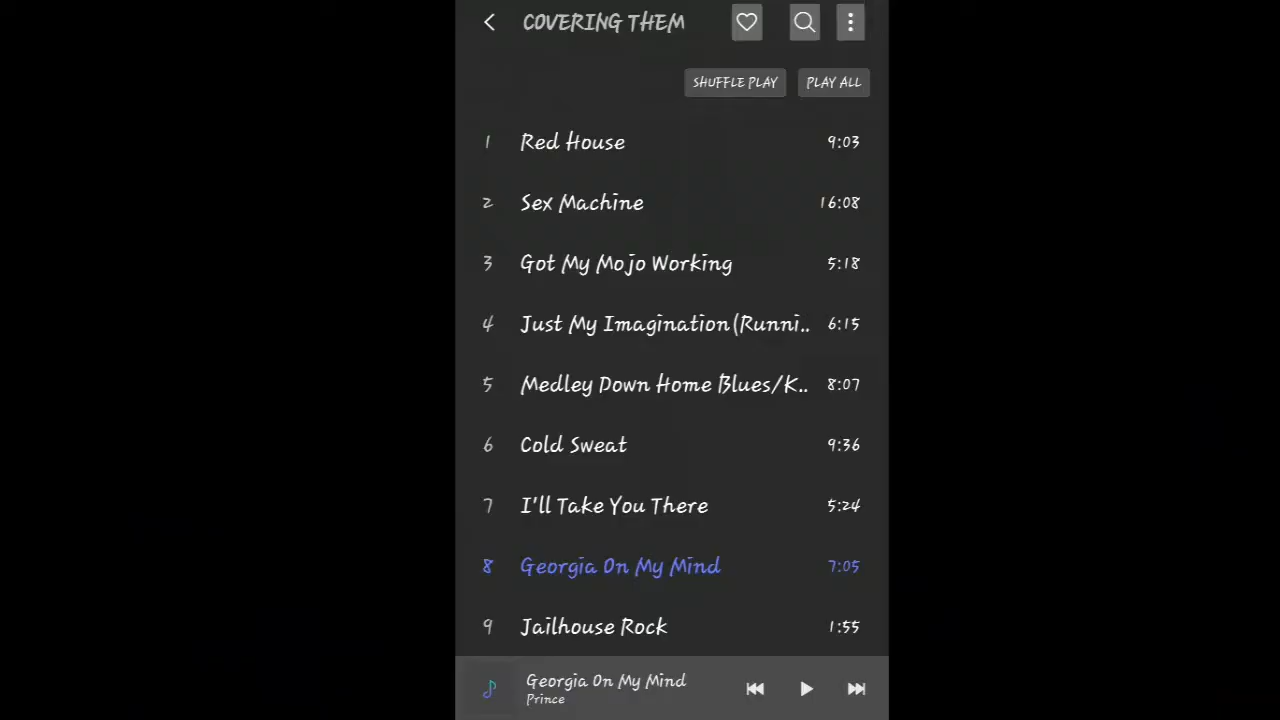 COVERING THEM
SHUFFLE PLAY PLAY ALL
1 Red House 9:03
2 Sex Machine 16:08
3 Got My Mojo Working 5:18
4 Just My Imagination(Runni.. 6:15
5 Medley Down Home Blues/K.. 8:07
6 Cold Sweat 9:36
7 I'll Take You There 5:24
8 Georgia On My Mind 7:05
9 Jailhouse Rock 1:55
Georgia On My Mind
Prince